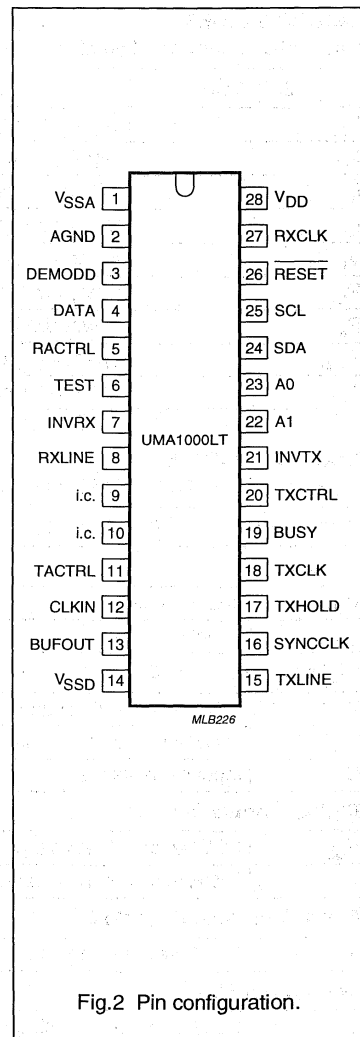 VSSA 1 28 VDD
AGND 2 27 RXCLK
DEMODD 3 26 RESET
DATA 4 25 SCL
RACTRL 5 24 SDA
TEST 6 23 A0
INVRX 7 22 A1
UMA1000LT
RXLINE 8 21 INVTX
i.c. 9 20 TXCTRL
i.c. 10 19 BUSY
TACTRL 11 18 TXCLK
CLKIN 12 17 TXHOLD
BUFOUT 13 16 SYNCCLK
VSSD 14 15 TXLINE
MLB226
Fig.2 Pin configuration.